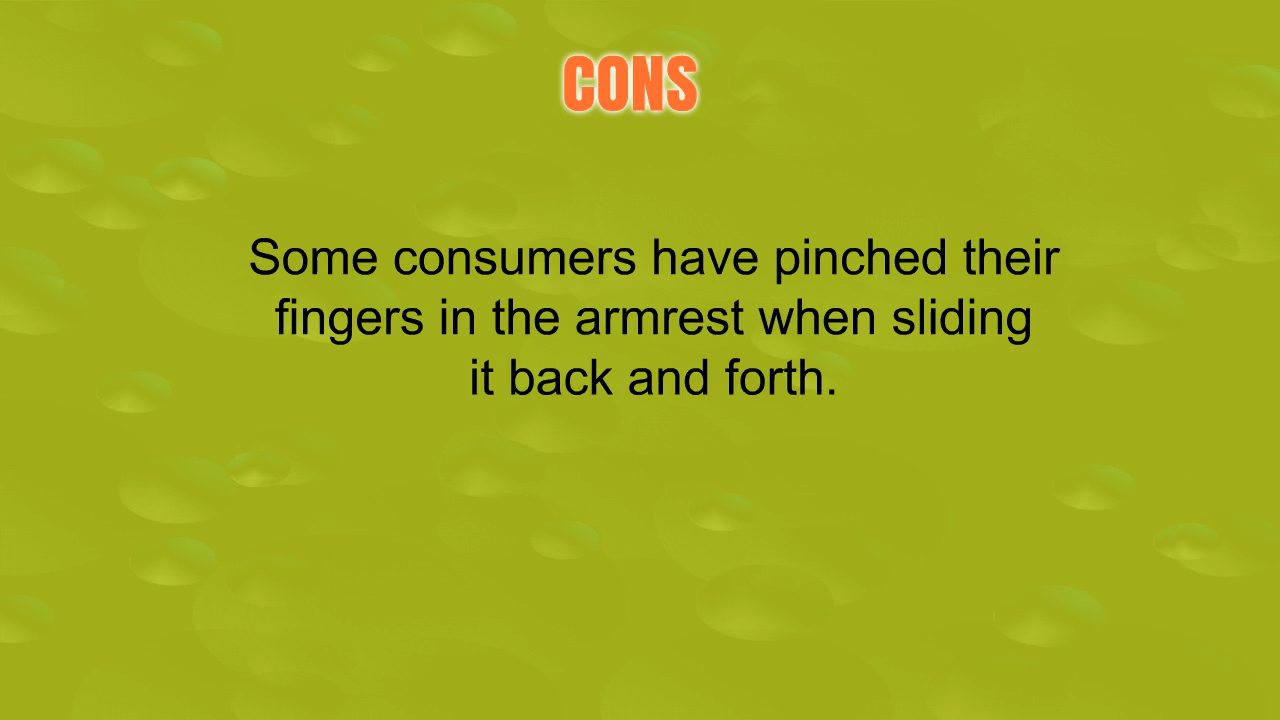 CONS
Some consumers have pinched their
fingers in the armrest when sliding
it back and forth.